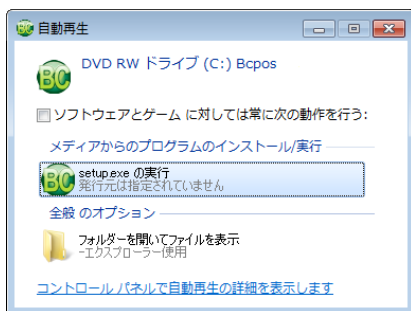 自動再生
DVD RW ドライブ (C:) Bcpos
ソフトウェアとゲーム に対しては常に次の動作を行う:
メディアからのプログラムのインストール/実行
BC
setup.exe の実行
発行元は指定されていません
全般 のオプション
フォルダーを開いてファイルを表示
-エクスプローラー使用
コントロール パネルで自動再生の詳細を表示します